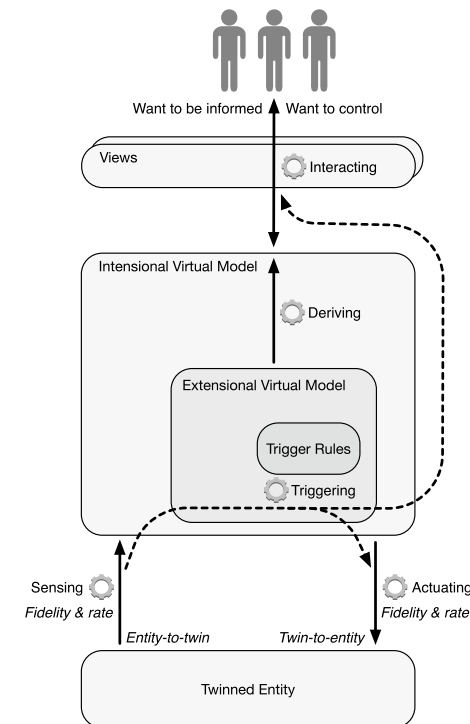 Want to be informed Want to control
Views
Interacting
Intensional Virtual Model
Deriving
Extensional Virtual Model
Trigger Rules
Triggering
Sensing
Fidelity & rate
Actuating
Fidelity & rate
Entity-to-twin
Twin-to-entity
Twinned Entity